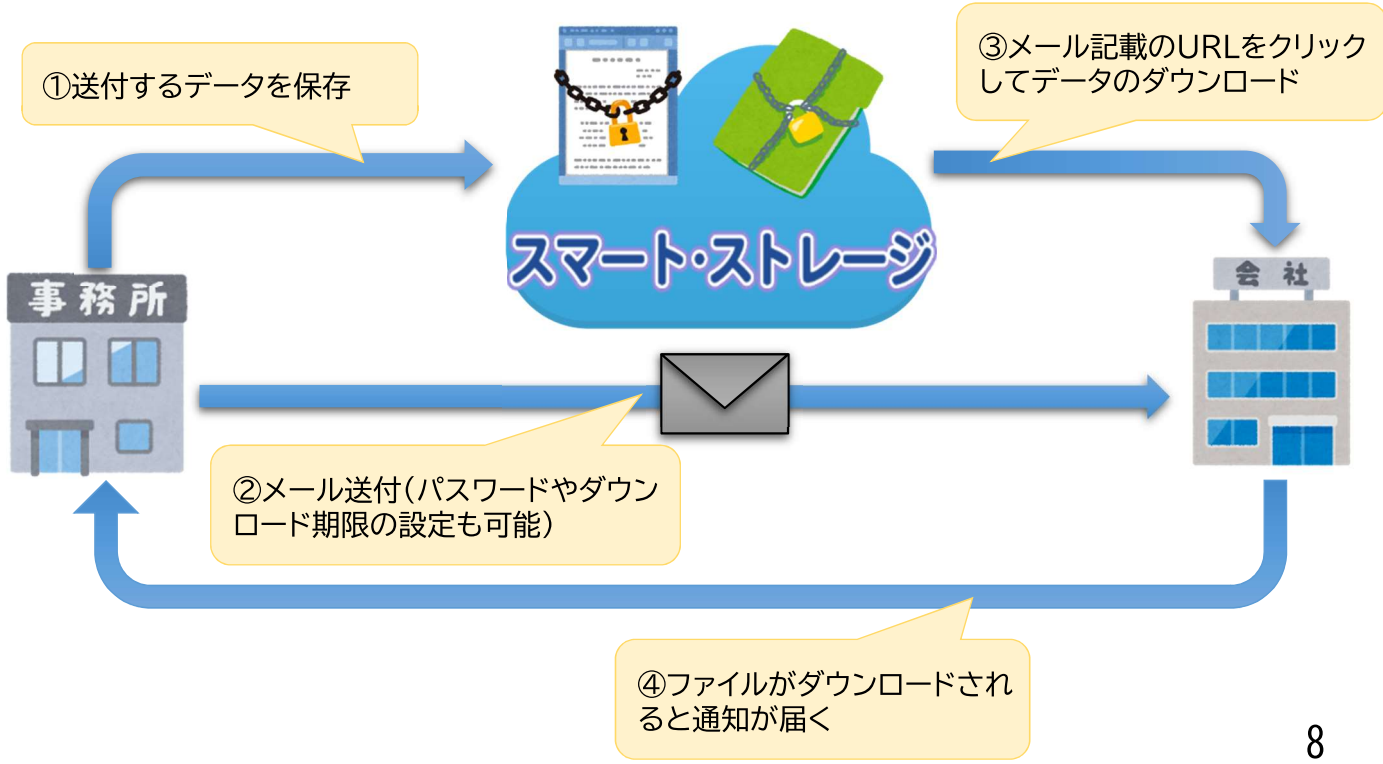 ①送付するデータを保存
③メール記載のURLをクリック
してデータのダウンロード
スマート・ストレージ
事務所
会社
②メール送付(パスワードやダウン
ロード期限の設定も可能)
④ファイルがダウンロードされ
ると通知が届く
8